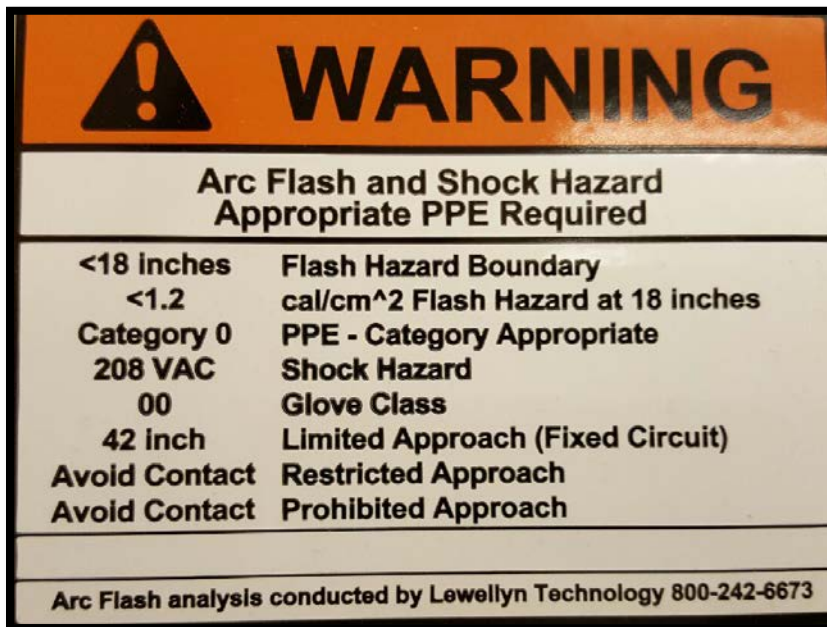 WARNING
Arc Flash and Shock Hazard
Appropriate PPE Required
<18 inches Flash Hazard Boundary
<1.2 cal/cm^2 Flash Hazard at 18 inches
Category 0 PPE - Category Appropriate
208 VAC Shock Hazard
00 Glove Class
42 inch Limited Approach (Fixed Circuit)
Avoid Contact Restricted Approach
Avoid Contact Prohibited Approach
Arc Flash analysis conducted by Lewellyn Technology 800-242-6673